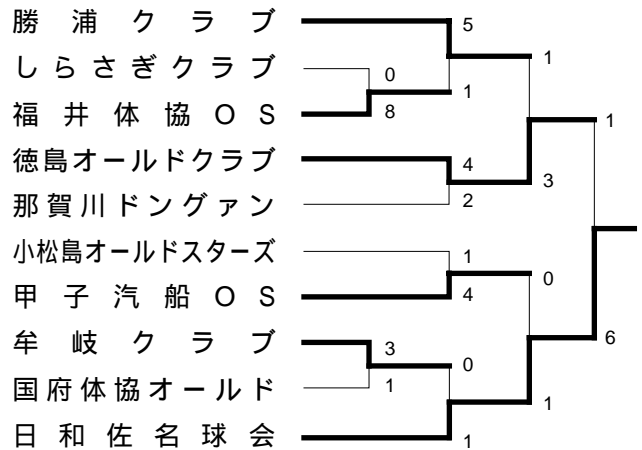 勝浦クラブ
5
1
しらさぎクラブ
0
1
1
福井体協OS
8
徳島オールドクラブ
4
3
那賀川ドングァン
2
小松島オールドスターズ
1
0
甲子汽船OS
4
牟岐クラブ
3
0
6
国府体協オールド
1
1
日和佐名球会
1